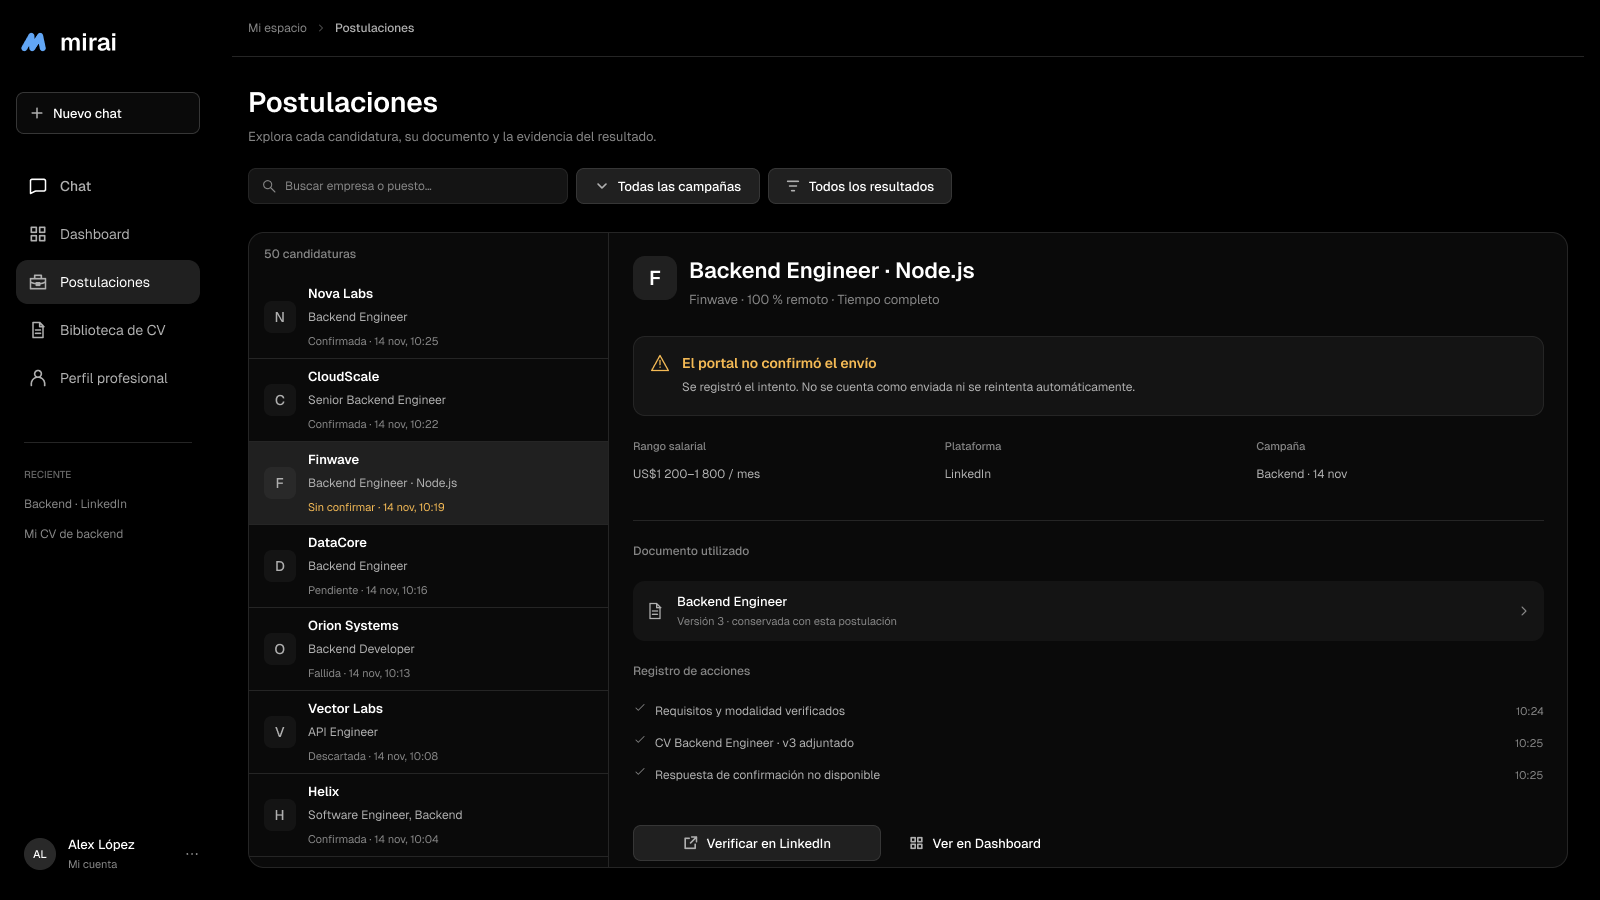 mirai
Nuevo chat
Chat
Dashboard
Postulaciones
Biblioteca de CV
Perfil profesional
RECIENTE
Backend · LinkedIn
Mi CV de backend
AL
Alex López
Mi cuenta
Mi espacio
Postulaciones
Postulaciones
Explora cada candidatura, su documento y la evidencia del resultado.
Buscar empresa o puesto...
Todas las campañas
Todos los resultados
50 candidaturas
N
Nova Labs
Backend Engineer
Confirmada · 14 nov, 10:25
C
CloudScale
Senior Backend Engineer
Confirmada · 14 nov, 10:22
F
Finwave
Backend Engineer · Node.js
Sin confirmar · 14 nov, 10:19
D
DataCore
Backend Engineer
Pendiente · 14 nov, 10:16
O
Orion Systems
Backend Developer
Fallida · 14 nov, 10:13
V
Vector Labs
API Engineer
Descartada · 14 nov, 10:08
H
Helix
Software Engineer, Backend
Confirmada · 14 nov, 10:04
F
Backend Engineer · Node.js
Finwave · 100 % remoto · Tiempo completo
El portal no confirmó el envío
Se registró el intento. No se cuenta como enviada ni se reintenta automáticamente.
Rango salarial
US$1 200–1 800 / mes
Plataforma
LinkedIn
Campaña
Backend · 14 nov
Documento utilizado
Backend Engineer
Versión 3 · conservada con esta postulación
Registro de acciones
Requisitos y modalidad verificados 10:24
CV Backend Engineer · v3 adjuntado 10:25
Respuesta de confirmación no disponible 10:25
Verificar en LinkedIn
Ver en Dashboard